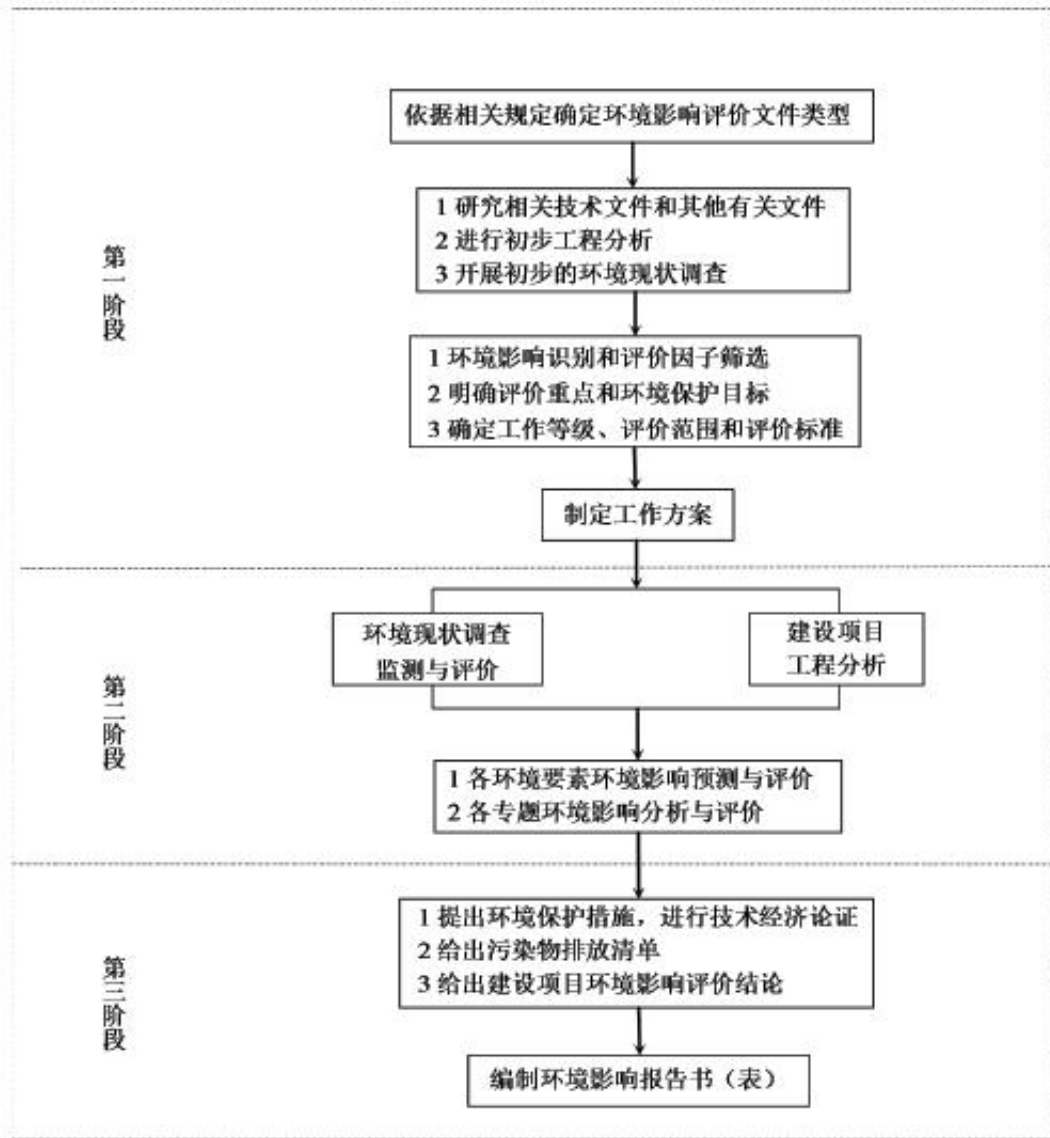 依据相关规定确定环境影响评价文件类型
1 研究相关技术文件和其他有关文件
2 进行初步工程分析
3 开展初步的环境现状调查
第一阶段
1 环境影响识别和评价因子筛选
2 明确评价重点和环境保护目标
3 确定工作等级、评价范围和评价标准
制定工作方案
环境现状调查
监测与评价
建设项目
工程分析
第二阶段
1 各环境要素环境影响预测与评价
2 各专题环境影响分析与评价
1 提出环境保护措施，进行技术经济论证
2 给出污染物排放清单
3 给出建设项目环境影响评价结论
第三阶段
编制环境影响报告书（表）